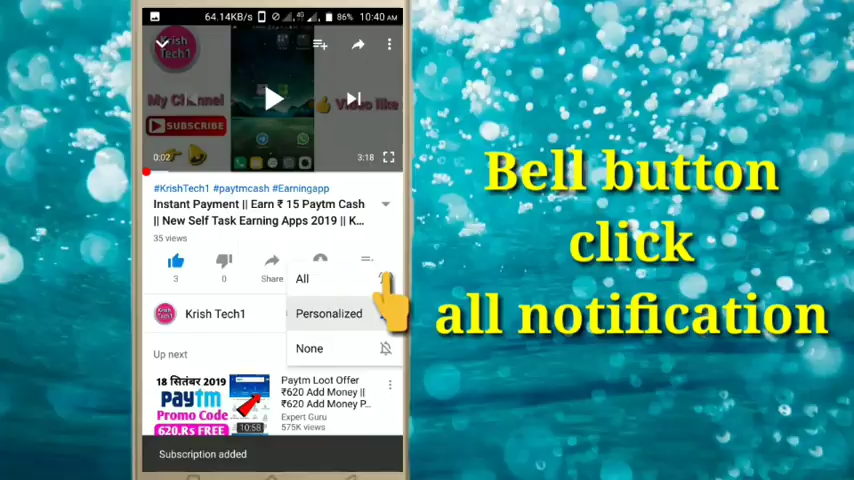 64.14KB/s 4G 86% 10:40 AM
Krish
Tech1
My Channel
Video like
SUBSCRIBE
0:02
3:18
#KrishTech1 #paytmcash #Earningapp
Instant Payment || Earn ₹ 15 Paytm Cash
|| New Self Task Earning Apps 2019 || K...
35 views
3
0
Share
All
Krish Tech1
Personalized
None
Up next
18 सितंबर 2019
paytm
Promo Code
620.Rs FREE
10:58
Paytm Loot Offer
₹620 Add Money ||
₹620 Add Money P...
Expert Guru
575K views
Subscription added
Bell button
click
all notification